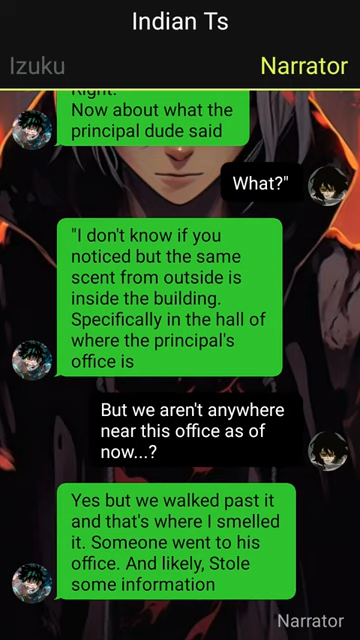 Indian Ts
Izuku
Narrator
Right.
Now about what the
principal dude said
What?"
"I don't know if you
noticed but the same
scent from outside is
inside the building.
Specifically in the hall of
where the principal's
office is
But we aren't anywhere
near this office as of
now...?
Yes but we walked past it
and that's where I smelled
it. Someone went to his
office. And likely, Stole
some information
Narrator